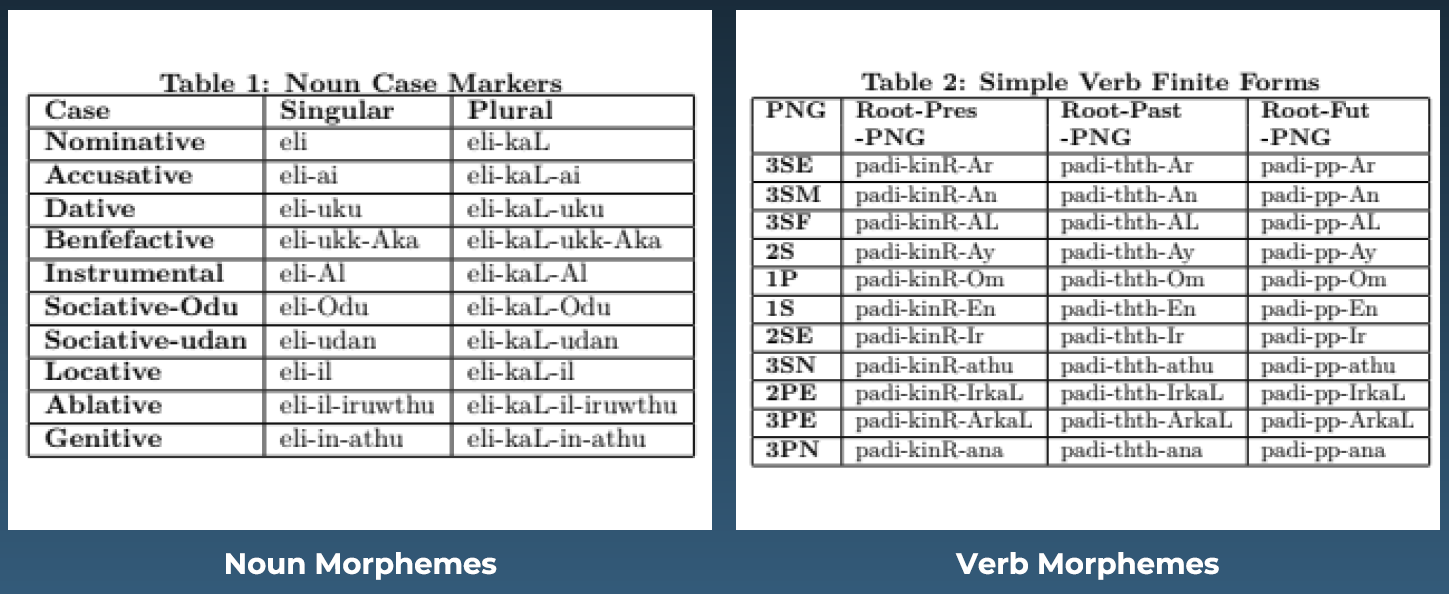 Table 1: Noun Case Markers
Case Singular Plural
Nominative eli eli-kaL
Accusative eli-ai eli-kaL-ai
Dative eli-uku eli-kaL-uku
Benfefactive eli-ukk-Aka eli-kaL-ukk-Aka
Instrumental eli-Al eli-kaL-Al
Sociative-Odu eli-Odu eli-kaL-Odu
Sociative-udan eli-udan eli-kaL-udan
Locative eli-il eli-kaL-il
Ablative eli-il-iruwthu eli-kaL-il-iruwthu
Genitive eli-in-athu eli-kaL-in-athu
Noun Morphemes
Table 2: Simple Verb Finite Forms
PNG Root-Pres Root-Past Root-Fut
-PNG -PNG -PNG
3SE padi-kinR-Ar padi-thth-Ar padi-pp-Ar
3SM padi-kinR-An padi-thth-An padi-pp-An
3SF padi-kinR-AL padi-thth-AL padi-pp-AL
2S padi-kinR-Ay padi-thth-Ay padi-pp-Ay
1P padi-kinR-Om padi-thth-Om padi-pp-Om
1S padi-kinR-En padi-thth-En padi-pp-En
2SE padi-kinR-Ir padi-thth-Ir padi-pp-Ir
3SN padi-kinR-athu padi-thth-athu padi-pp-athu
2PE padi-kinR-IrkaL padi-thth-IrkaL padi-pp-IrkaL
3PE padi-kinR-ArkaL padi-thth-ArkaL padi-pp-ArkaL
3PN padi-kinR-ana padi-thth-ana padi-pp-ana
Verb Morphemes